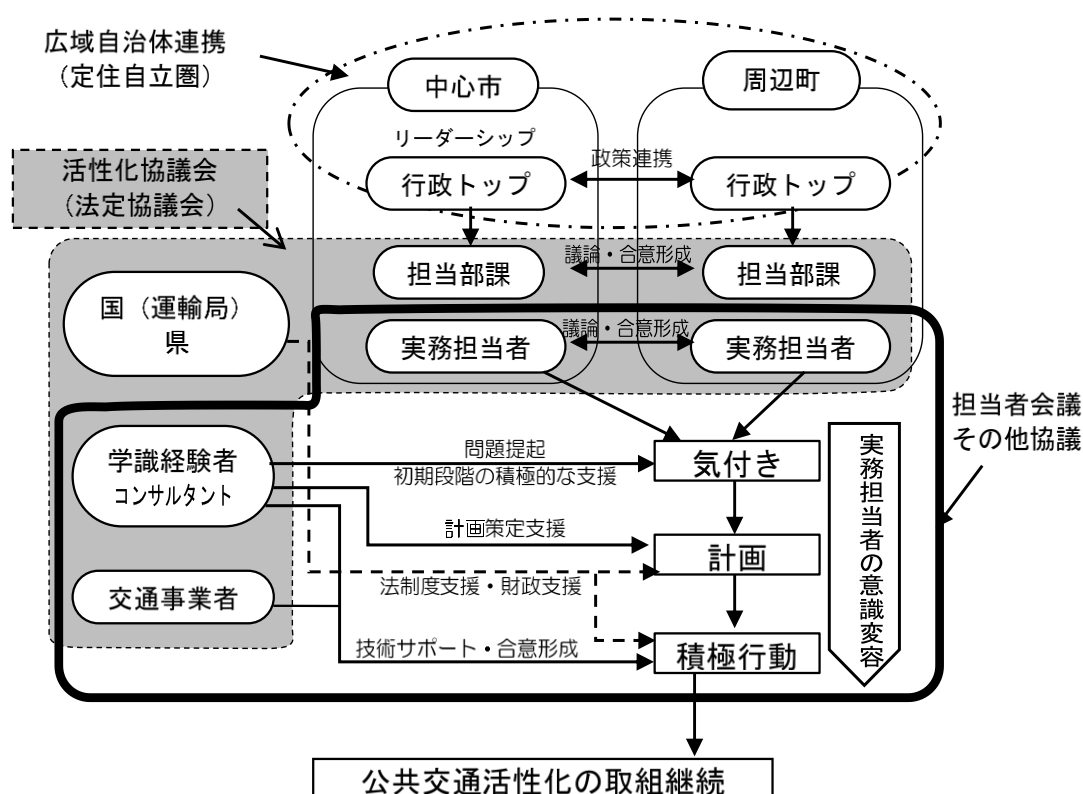 広域自治体連携
（定住自立圏）
中心市
周辺町
リーダーシップ
政策連携
行政トップ
行政トップ
活性化協議会
（法定協議会）
議論・合意形成
担当部課
担当部課
国（運輸局）
県
議論・合意形成
実務担当者
実務担当者
担当者会議
その他協議
学識経験者
コンサルタント
問題提起
初期段階の積極的な支援
気付き
実務担当者の意識変容
計画策定支援
計画
交通事業者
法制度支援・財政支援
技術サポート・合意形成
積極行動
公共交通活性化の取組継続